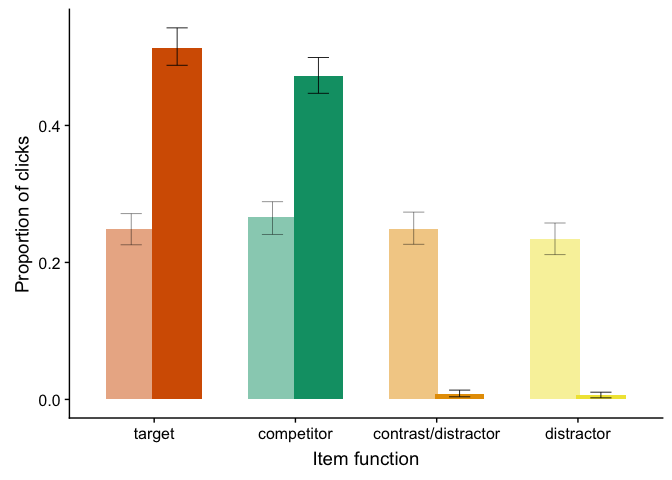 Proportion of clicks
0.4
0.2
0.0
target competitor contrast/distractor distractor
Item function